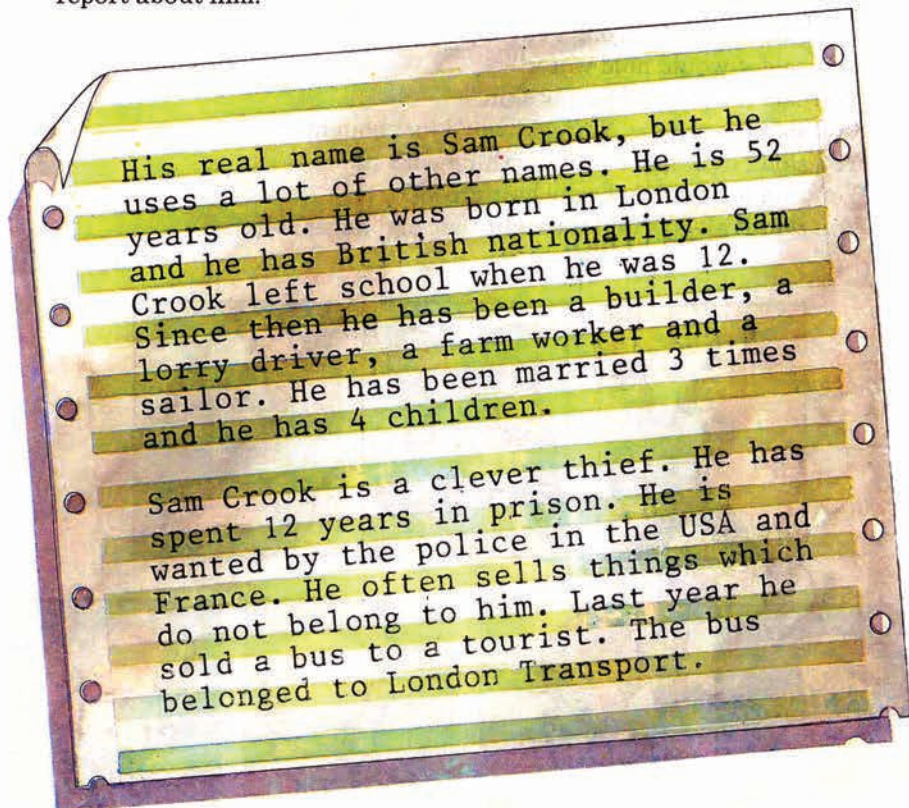 report about him.
His real name is Sam Crook, but he
uses a lot of other names. He is 52
years old. He was born in London
and he has British nationality. Sam
Crook left school when he was 12.
Since then he has been a builder, a
lorry driver, a farm worker and a
sailor. He has been married 3 times
and he has 4 children.
Sam Crook is a clever thief. He has
spent 12 years in prison. He is
wanted by the police in the USA and
France. He often sells things which
do not belong to him. Last year he
sold a bus to a tourist. The bus
belonged to London Transport.